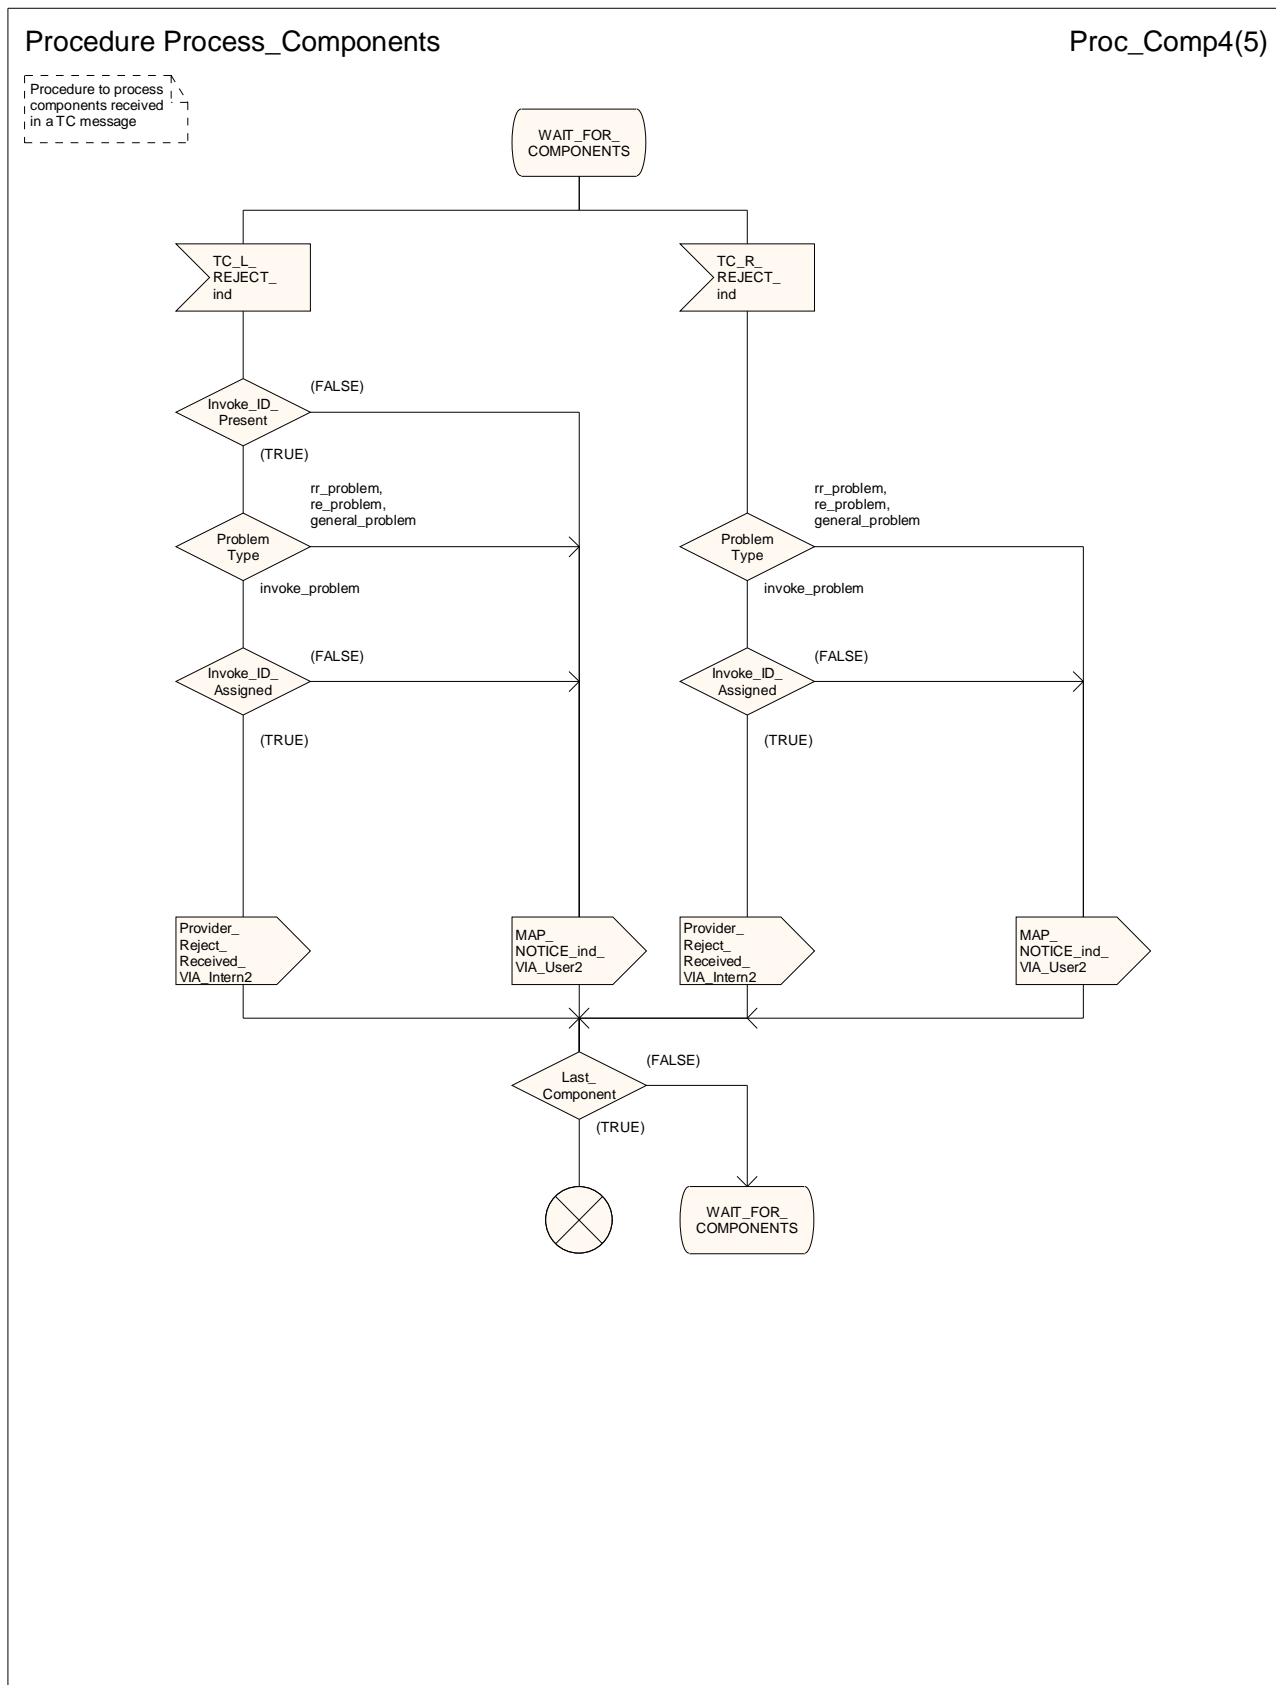 Procedure Process_Components
Proc_Comp4(5)
Procedure to process
components received
in a TC message
WAIT_FOR_
COMPONENTS
TC_L_
REJECT_
ind
TC_R_
REJECT_
ind
Invoke_ID_
Present
(FALSE)
(TRUE)
rr_problem,
re_problem,
general_problem
Problem
Type
invoke_problem
rr_problem,
re_problem,
general_problem
Problem
Type
invoke_problem
Invoke_ID_
Assigned
(FALSE)
(TRUE)
Invoke_ID_
Assigned
(FALSE)
(TRUE)
Provider_
Reject_
Received_
VIA_Intern2
MAP_
NOTICE_ind_
VIA_User2
Provider_
Reject_
Received_
VIA_Intern2
MAP_
NOTICE_ind_
VIA_User2
Last_
Component
(FALSE)
(TRUE)
WAIT_FOR_
COMPONENTS